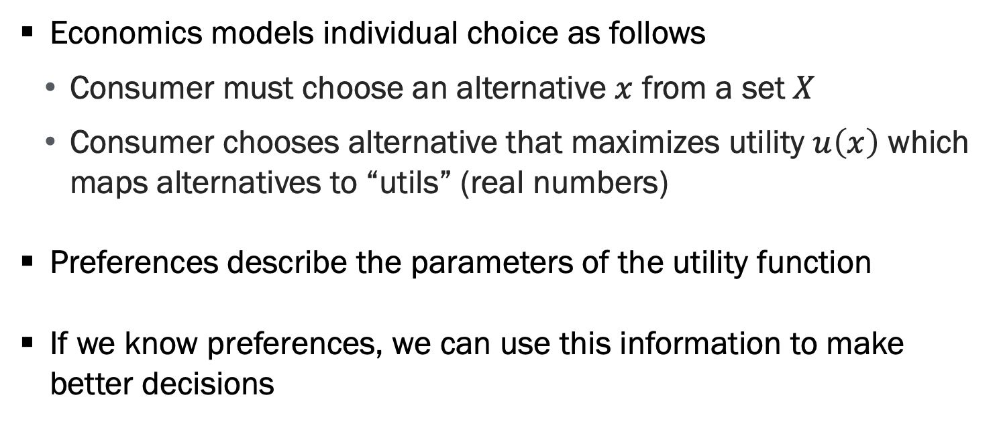 ▪ Economics models individual choice as follows
• Consumer must choose an alternative x from a set X
• Consumer chooses alternative that maximizes utility u(x) which
maps alternatives to “utils” (real numbers)
▪ Preferences describe the parameters of the utility function
▪ If we know preferences, we can use this information to make
better decisions